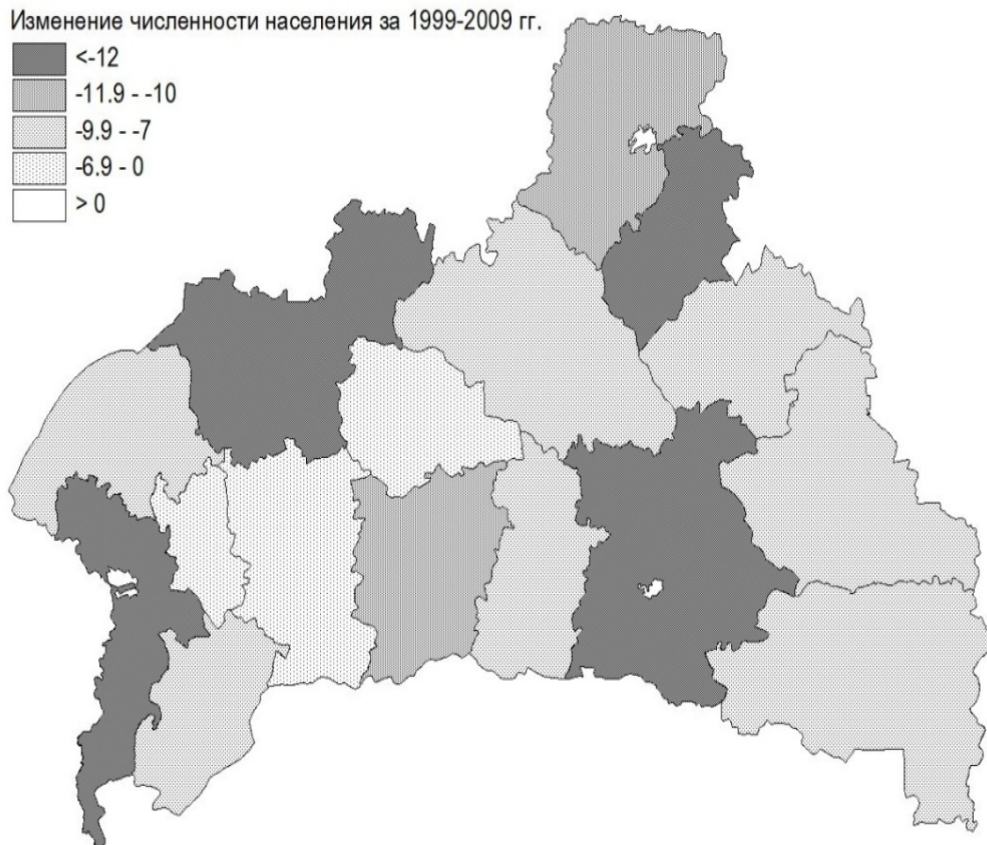 Изменение численности населения за 1999-2009 гг.
<-12
-11.9 - -10
-9.9 - -7
-6.9 - 0
> 0